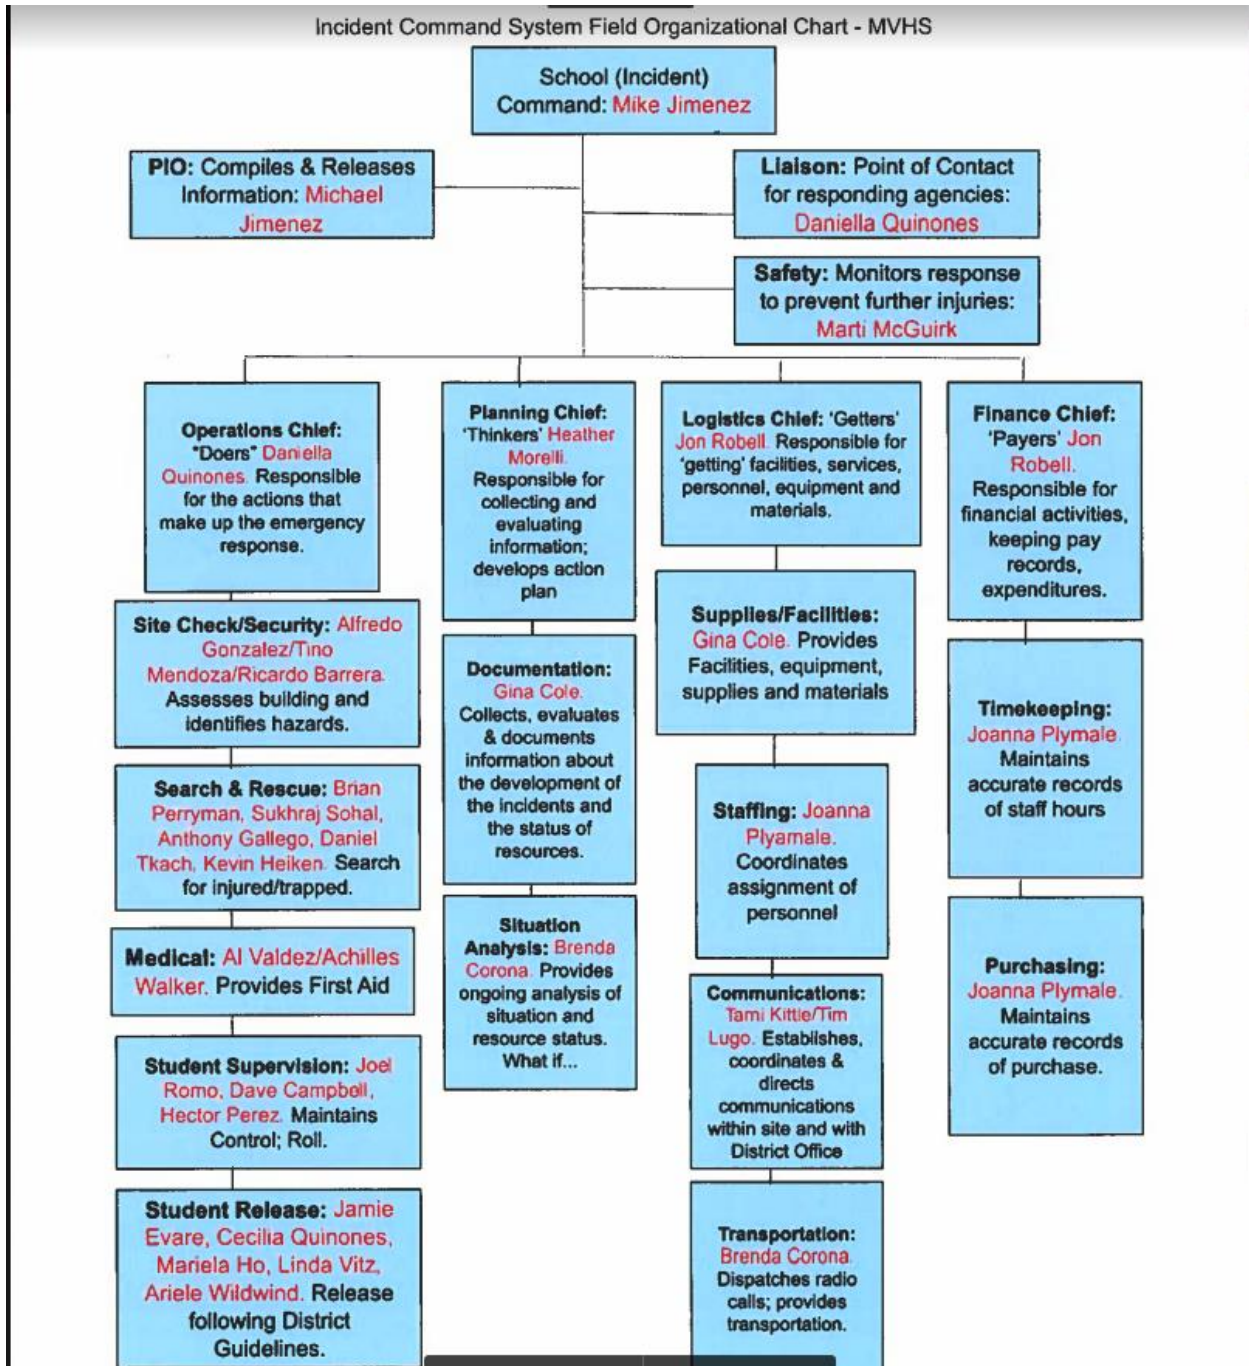 Incident Command System Field Organizational Chart - MVHS
School (Incident)
Command: Mike Jimenez
PIO: Compiles & Releases
Information: Michael
Jimenez
Liaison: Point of Contact
for responding agencies:
Daniella Quinones
Safety: Monitors response
to prevent further injuries:
Marti McGuirk
Operations Chief:
"Doers" Daniella
Quinones. Responsible
for the actions that
make up the emergency
response.
Site Check/Security: Alfredo
Gonzalez/Tino
Mendoza/Ricardo Barrera.
Assesses building and
identifies hazards.
Search & Rescue: Brian
Perryman, Sukhraj Sohal,
Anthony Gallego, Daniel
Tkach, Kevin Heiken. Search
for injured/trapped.
Medical: Al Valdez/Achilles
Walker. Provides First Aid
Student Supervision: Joel
Romo, Dave Campbell,
Hector Perez. Maintains
Control; Roll.
Student Release: Jamie
Evare, Cecilia Quinones,
Mariela Ho, Linda Vitz,
Ariele Wildwind. Release
following District
Guidelines.
Planning Chief:
'Thinkers' Heather
Morelli.
Responsible for
collecting and
evaluating
information;
develops action
plan
Documentation:
Gina Cole.
Collects, evaluates
& documents
information about
the development of
the incidents and
the status of
resources.
Situation
Analysis: Brenda
Corona. Provides
ongoing analysis of
situation and
resource status.
What if...
Logistics Chief: 'Getters'
Jon Robell. Responsible for
'getting' facilities, services,
personnel, equipment and
materials.
Supplies/Facilities:
Gina Cole. Provides
Facilities, equipment,
supplies and materials
Staffing: Joanna
Plyamale.
Coordinates
assignment of
personnel
Communications:
Tami Kittle/Tim
Lugo. Establishes,
coordinates &
directs
communications
within site and with
District Office
Transportation:
Brenda Corona.
Dispatches radio
calls; provides
transportation.
Finance Chief:
'Payers' Jon
Robell.
Responsible for
financial activities,
keeping pay
records,
expenditures.
Timekeeping:
Joanna Plymale.
Maintains
accurate records
of staff hours
Purchasing:
Joanna Plymale.
Maintains
accurate records
of purchase.